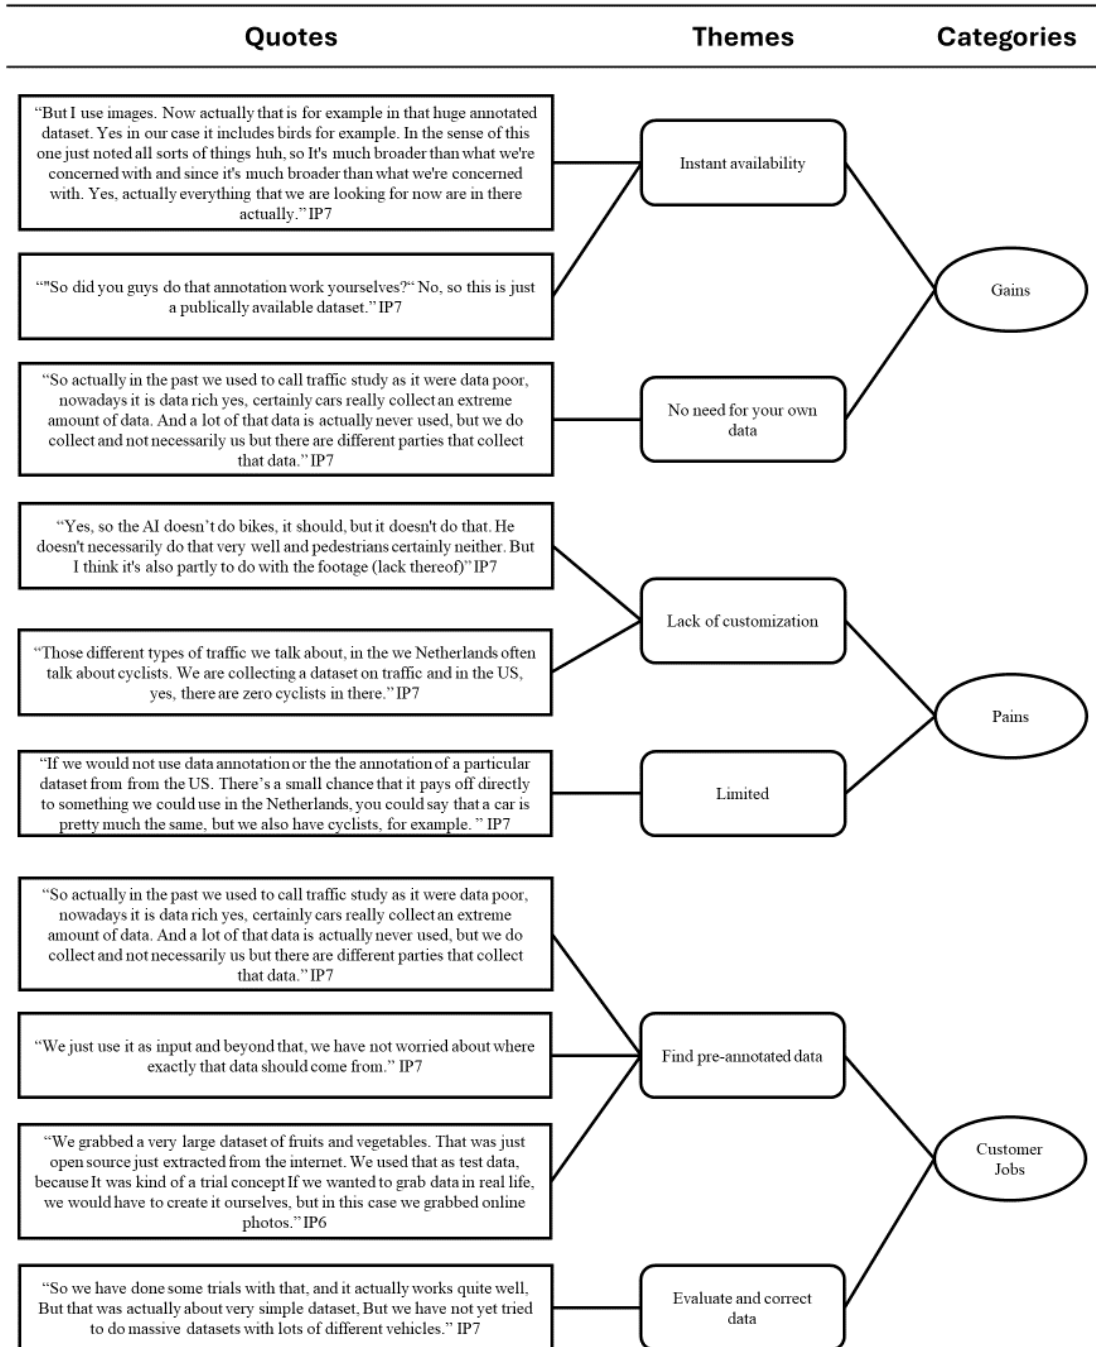 Quotes Themes Categories
“But I use images. Now actually that is for example in that huge annotated
dataset. Yes in our case it includes birds for example. In the sense of this
one just noted all sorts of things huh, so It's much broader than what we're
concerned with and since it's much broader than what we're concerned
with. Yes, actually everything that we are looking for now are in there
actually.” IP7
Instant availability
“"So did you guys do that annotation work yourselves?“ No, so this is just
a publically available dataset.” IP7
Gains
“So actually in the past we used to call traffic study as it were data poor,
nowadays it is data rich yes, certainly cars really collect an extreme
amount of data. And a lot of that data is actually never used, but we do
collect and not necessarily us but there are different parties that collect
that data.” IP7
No need for your own
data
“Yes, so the AI doesn’t do bikes, it should, but it doesn't do that. He
doesn't necessarily do that very well and pedestrians certainly neither. But
I think it's also partly to do with the footage (lack thereof)” IP7
Lack of customization
“Those different types of traffic we talk about, in the we Netherlands often
talk about cyclists. We are collecting a dataset on traffic and in the US,
yes, there are zero cyclists in there.” IP7
Pains
“If we would not use data annotation or the the annotation of a particular
dataset from from the US. There’s a small chance that it pays off directly
to something we could use in the Netherlands, you could say that a car is
pretty much the same, but we also have cyclists, for example. ” IP7
Limited
“So actually in the past we used to call traffic study as it were data poor,
nowadays it is data rich yes, certainly cars really collect an extreme
amount of data. And a lot of that data is actually never used, but we do
collect and not necessarily us but there are different parties that collect
that data.” IP7
“We just use it as input and beyond that, we have not worried about where
exactly that data should come from.” IP7
Find pre-annotated data
“We grabbed a very large dataset of fruits and vegetables. That was just
open source just extracted from the internet. We used that as test data,
because It was kind of a trial concept If we wanted to grab data in real life,
we would have to create it ourselves, but in this case we grabbed online
photos.” IP6
Customer
Jobs
“So we have done some trials with that, and it actually works quite well,
But that was actually about very simple dataset, But we have not yet tried
to do massive datasets with lots of different vehicles.” IP7
Evaluate and correct
data